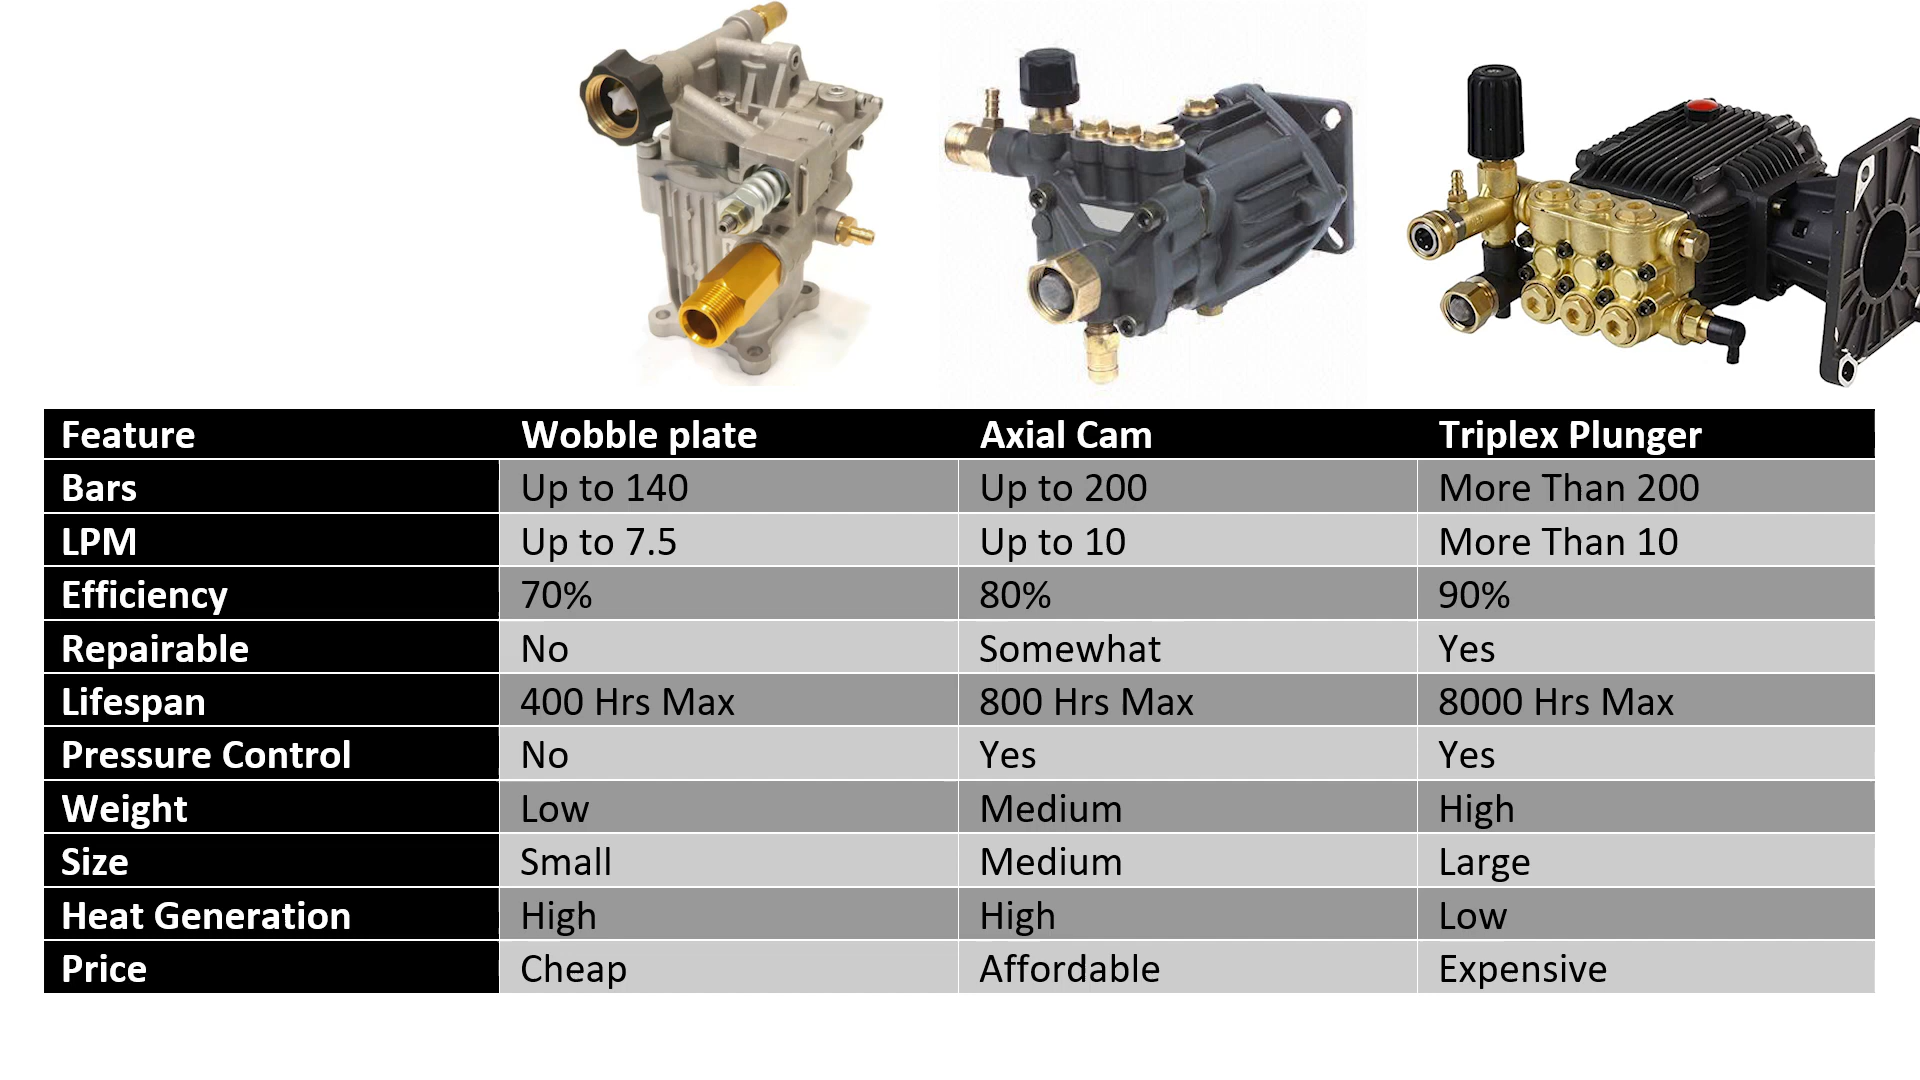 Feature Wobble plate Axial Cam Triplex Plunger
Bars Up to 140 Up to 200 More Than 200
LPM Up to 7.5 Up to 10 More Than 10
Efficiency 70% 80% 90%
Repairable No Somewhat Yes
Lifespan 400 Hrs Max 800 Hrs Max 8000 Hrs Max
Pressure Control No Yes Yes
Weight Low Medium High
Size Small Medium Large
Heat Generation High High Low
Price Cheap Affordable Expensive